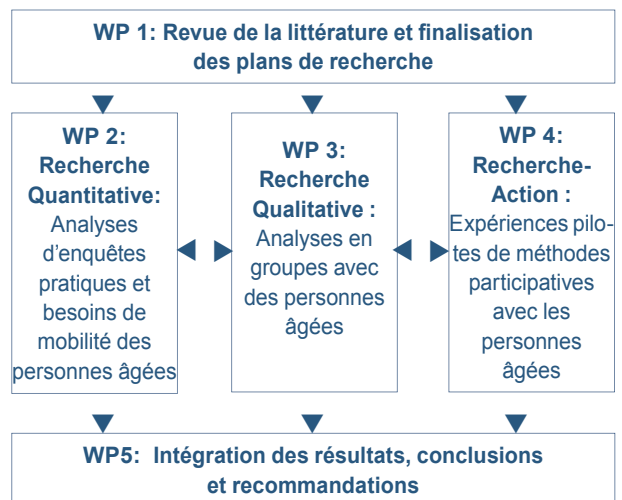 WP 1: Revue de la littérature et finalisation
des plans de recherche
WP 2:
Recherche
Quantitative:
Analyses
d’enquêtes
pratiques et
besoins de
mobilité des
personnes âgées
WP 3:
Recherche
Qualitative :
Analyses en
groupes avec
des personnes
âgées
WP 4:
Recherche-
Action :
Expériences pilo-
tes de méthodes
participatives
avec les
personnes
âgées
WP5: Intégration des résultats, conclusions
et recommandations